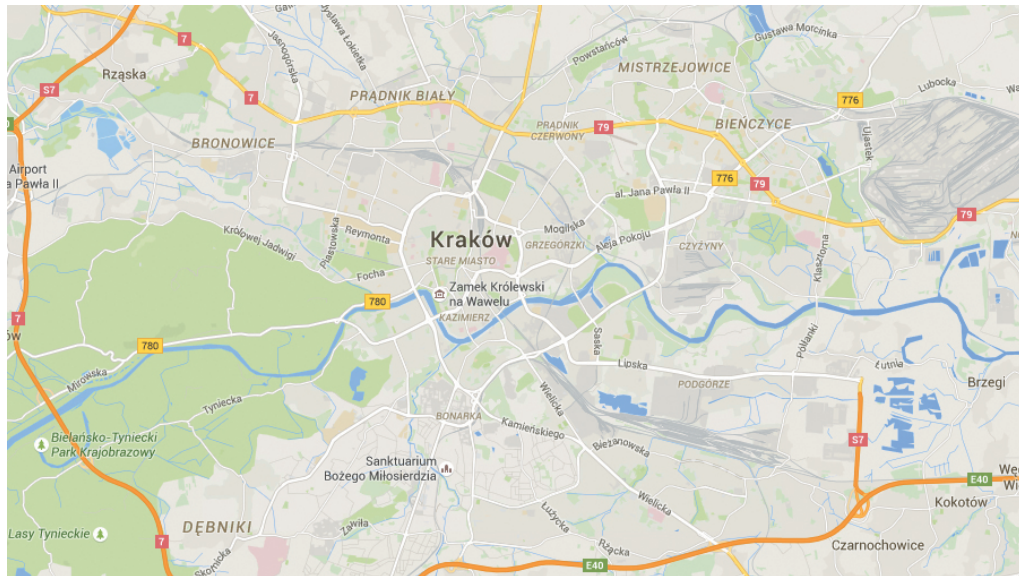 7
Jasnogórska
Powstańców
Gustawa Morcinka
Rząska
MISTRZEJOWICE
Lubocka
S7
7
PRĄDNIK BIAŁY
776
PRĄDNIK
CZERWONY
79
BIEŃCZYCE
BRONOWICE
Ujastek
Airport
a Pawła II
776
79
al. Jana Pawła II
79
Królowej Jadwigi
Piastowska
Reymonta
Kraków
Mogilska
GRZEGÓRZKI
Aleja Pokoju
CZYŻYNY
Klasztorna
STARE MIASTO
Focha
780
Zamek Królewski
na Wawelu
7
KAZIMIERZ
780
Saska
Półłanki
Mirowska
Lipska
PODGÓRZE
Łutnia
Brzegi
Tyniecka
Wielicka
BONARKA
Kamieńskiego
Bielańsko-Tyniecki
Park Krajobrazowy
Bieżanowska
S7
Sanktuarium
Bożego Miłosierdzia
E40
Wielicka
Kokotów
DĘBNIKI
Zawiła
Łużycka
Lasy Tynieckie
7
Rżącka
Czarnochowice
Skotnicka
E40